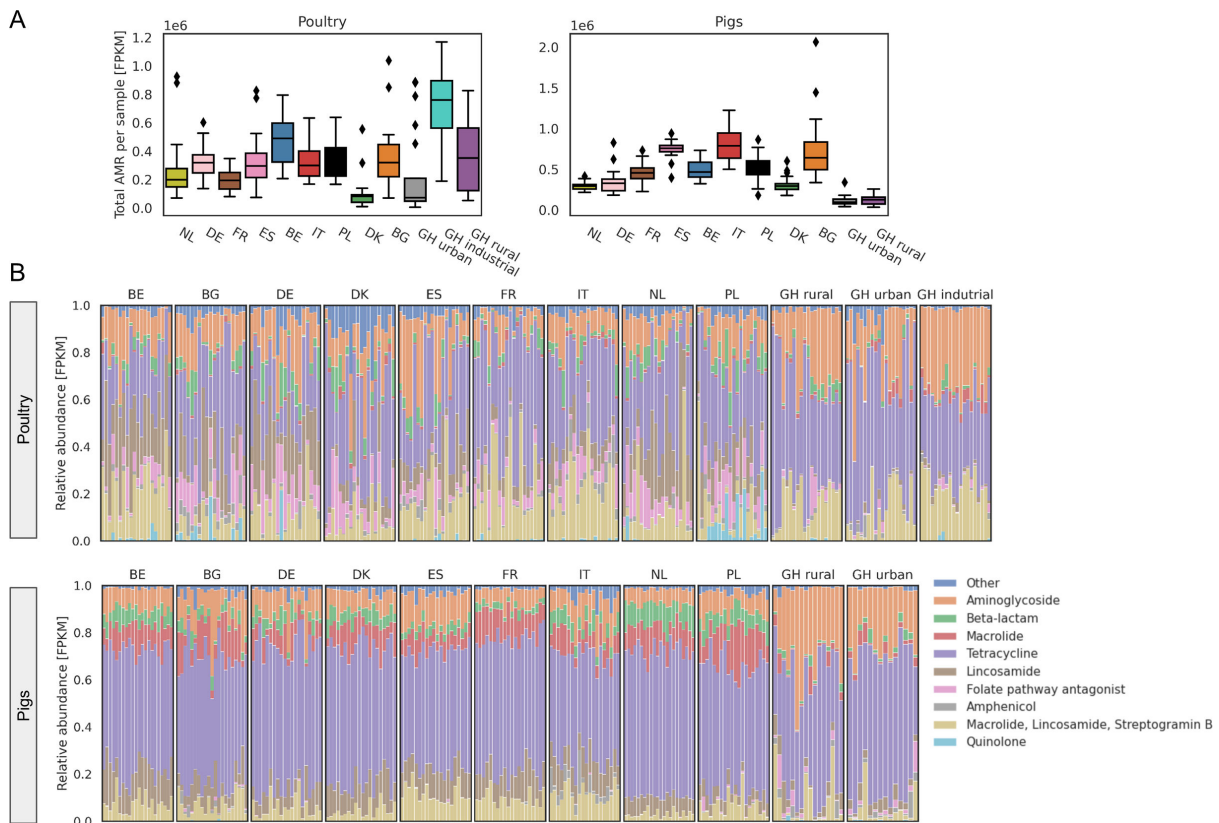 A
Poultry
Pigs
1e6
1e6
Total AMR per sample [FPKM]
1.2
1.0
0.8
0.6
0.4
0.2
0.0
2.0
1.5
1.0
0.5
0.0
NL DE FR ES BE IT PL DK BG GH urban GH industrial GH rural
NL DE FR ES BE IT PL DK BG GH urban GH rural
B
Poultry
BE BG DE DK ES FR IT NL PL GH rural GH urban GH indutrial
Relative abundance [FPKM]
1.0
0.8
0.6
0.4
0.2
0.0
Pigs
BE BG DE DK ES FR IT NL PL GH rural GH urban
Relative abundance [FPKM]
1.0
0.8
0.6
0.4
0.2
0.0
Other
Aminoglycoside
Beta-lactam
Macrolide
Tetracycline
Lincosamide
Folate pathway antagonist
Amphenicol
Macrolide, Lincosamide, Streptogramin B
Quinolone